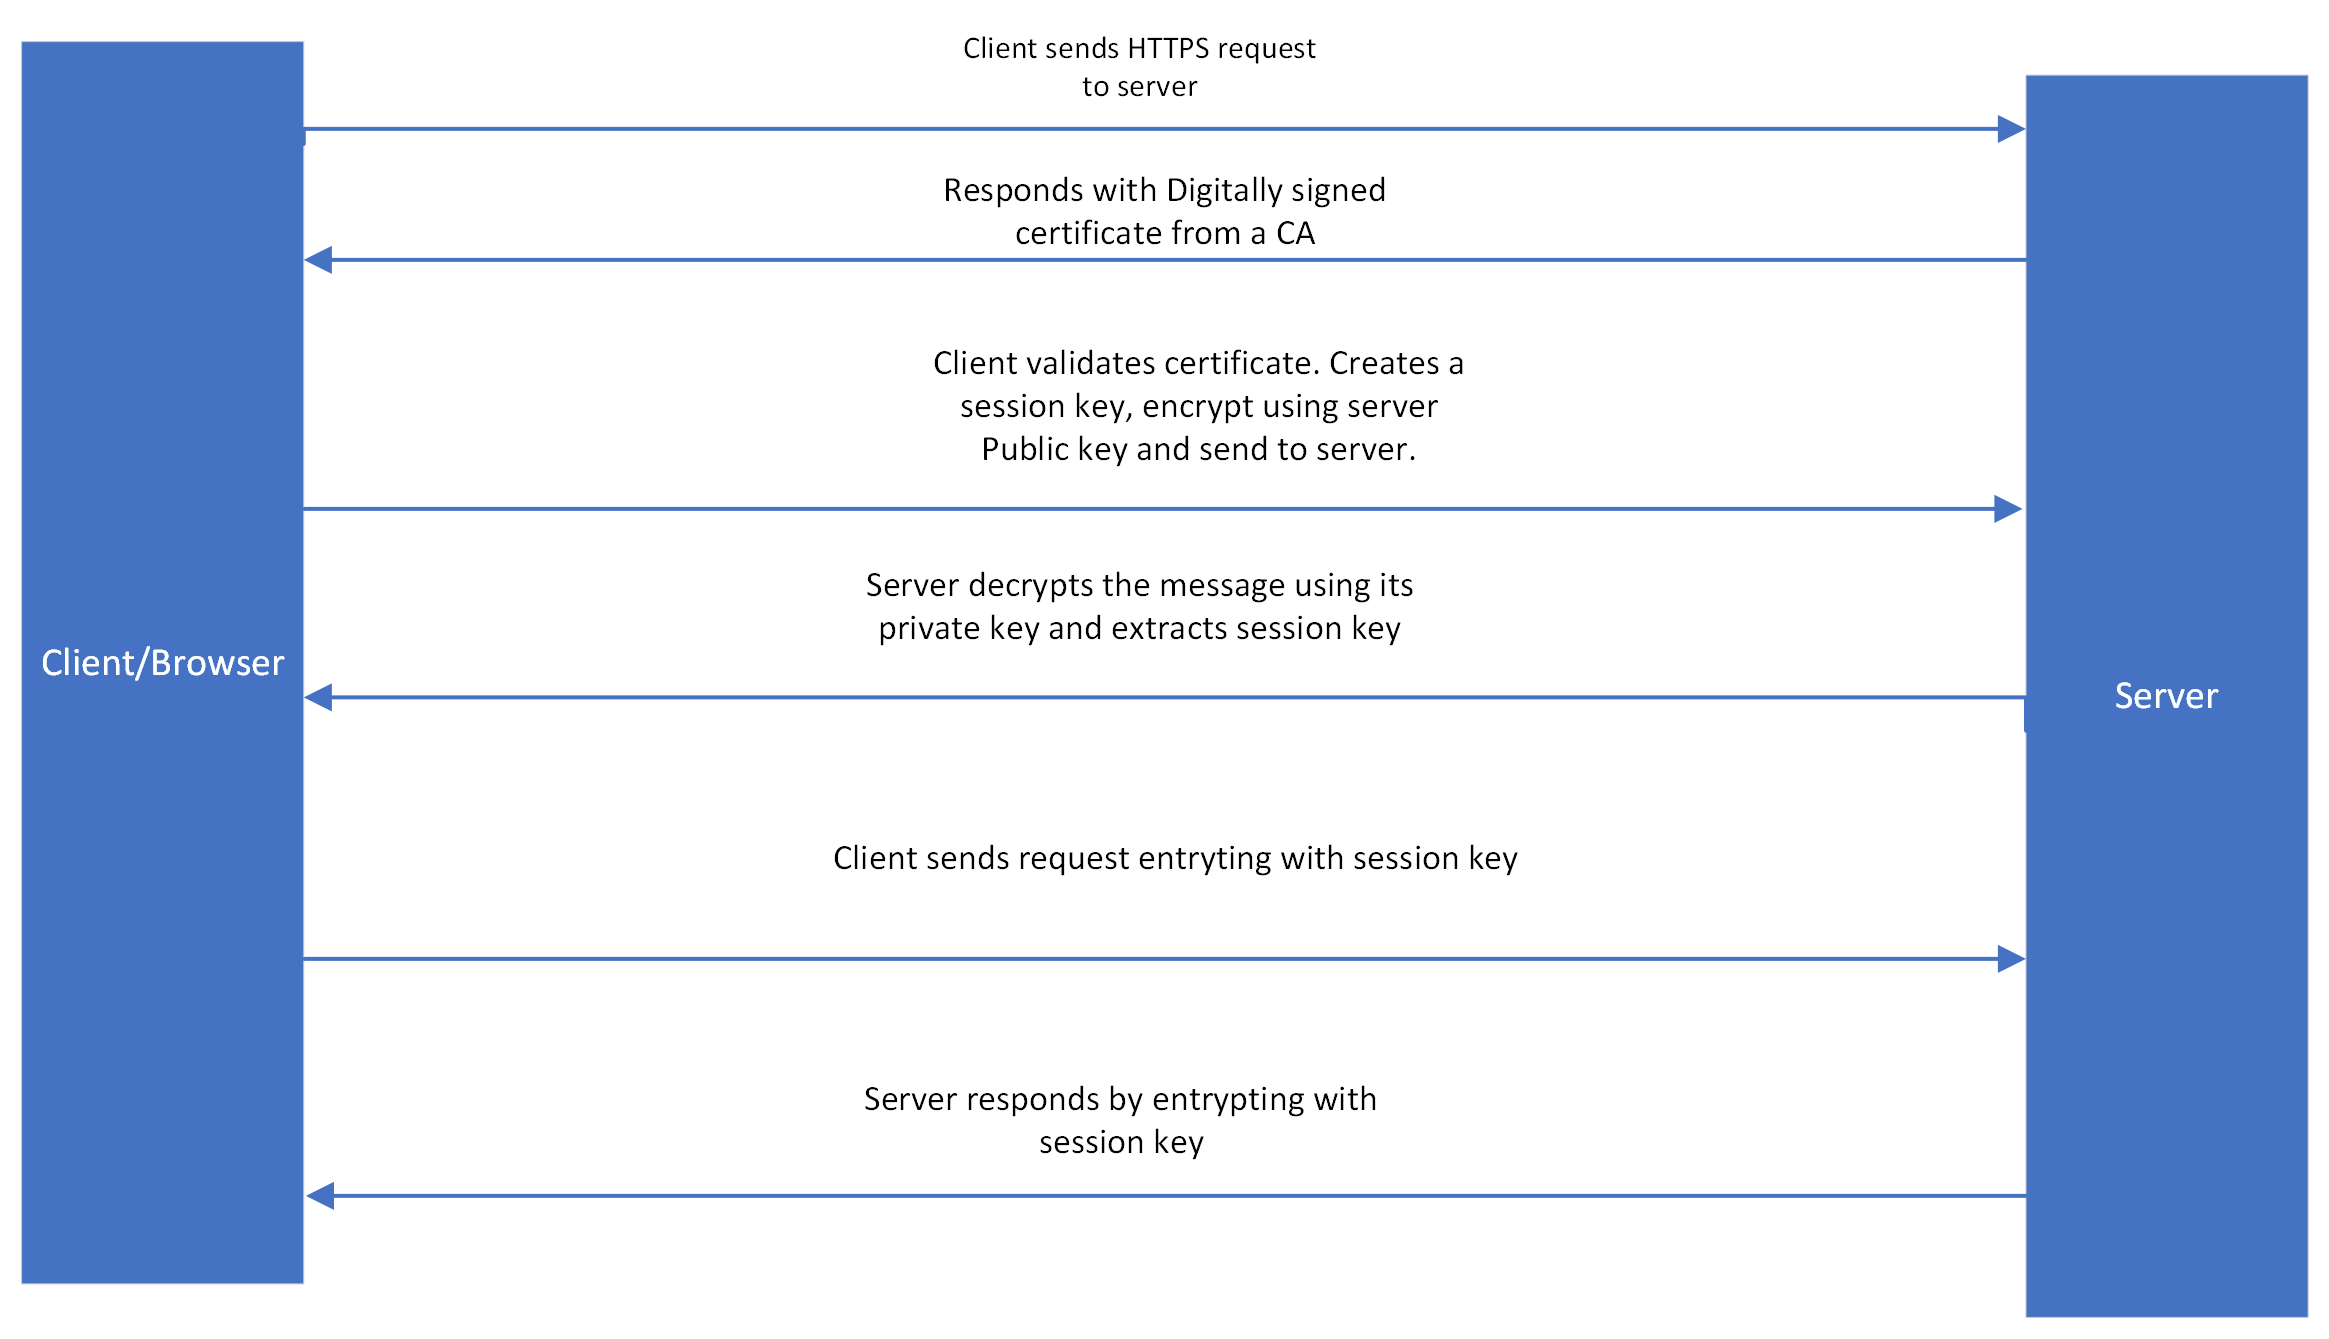 Client sends HTTPS request
to server
Responds with Digitally signed
certificate from a CA
Client validates certificate. Creates a
session key, encrypt using server
Public key and send to server.
Server decrypts the message using its
private key and extracts session key
Client/Browser
Server
Client sends request entryting with session key
Server responds by entrypting with
session key